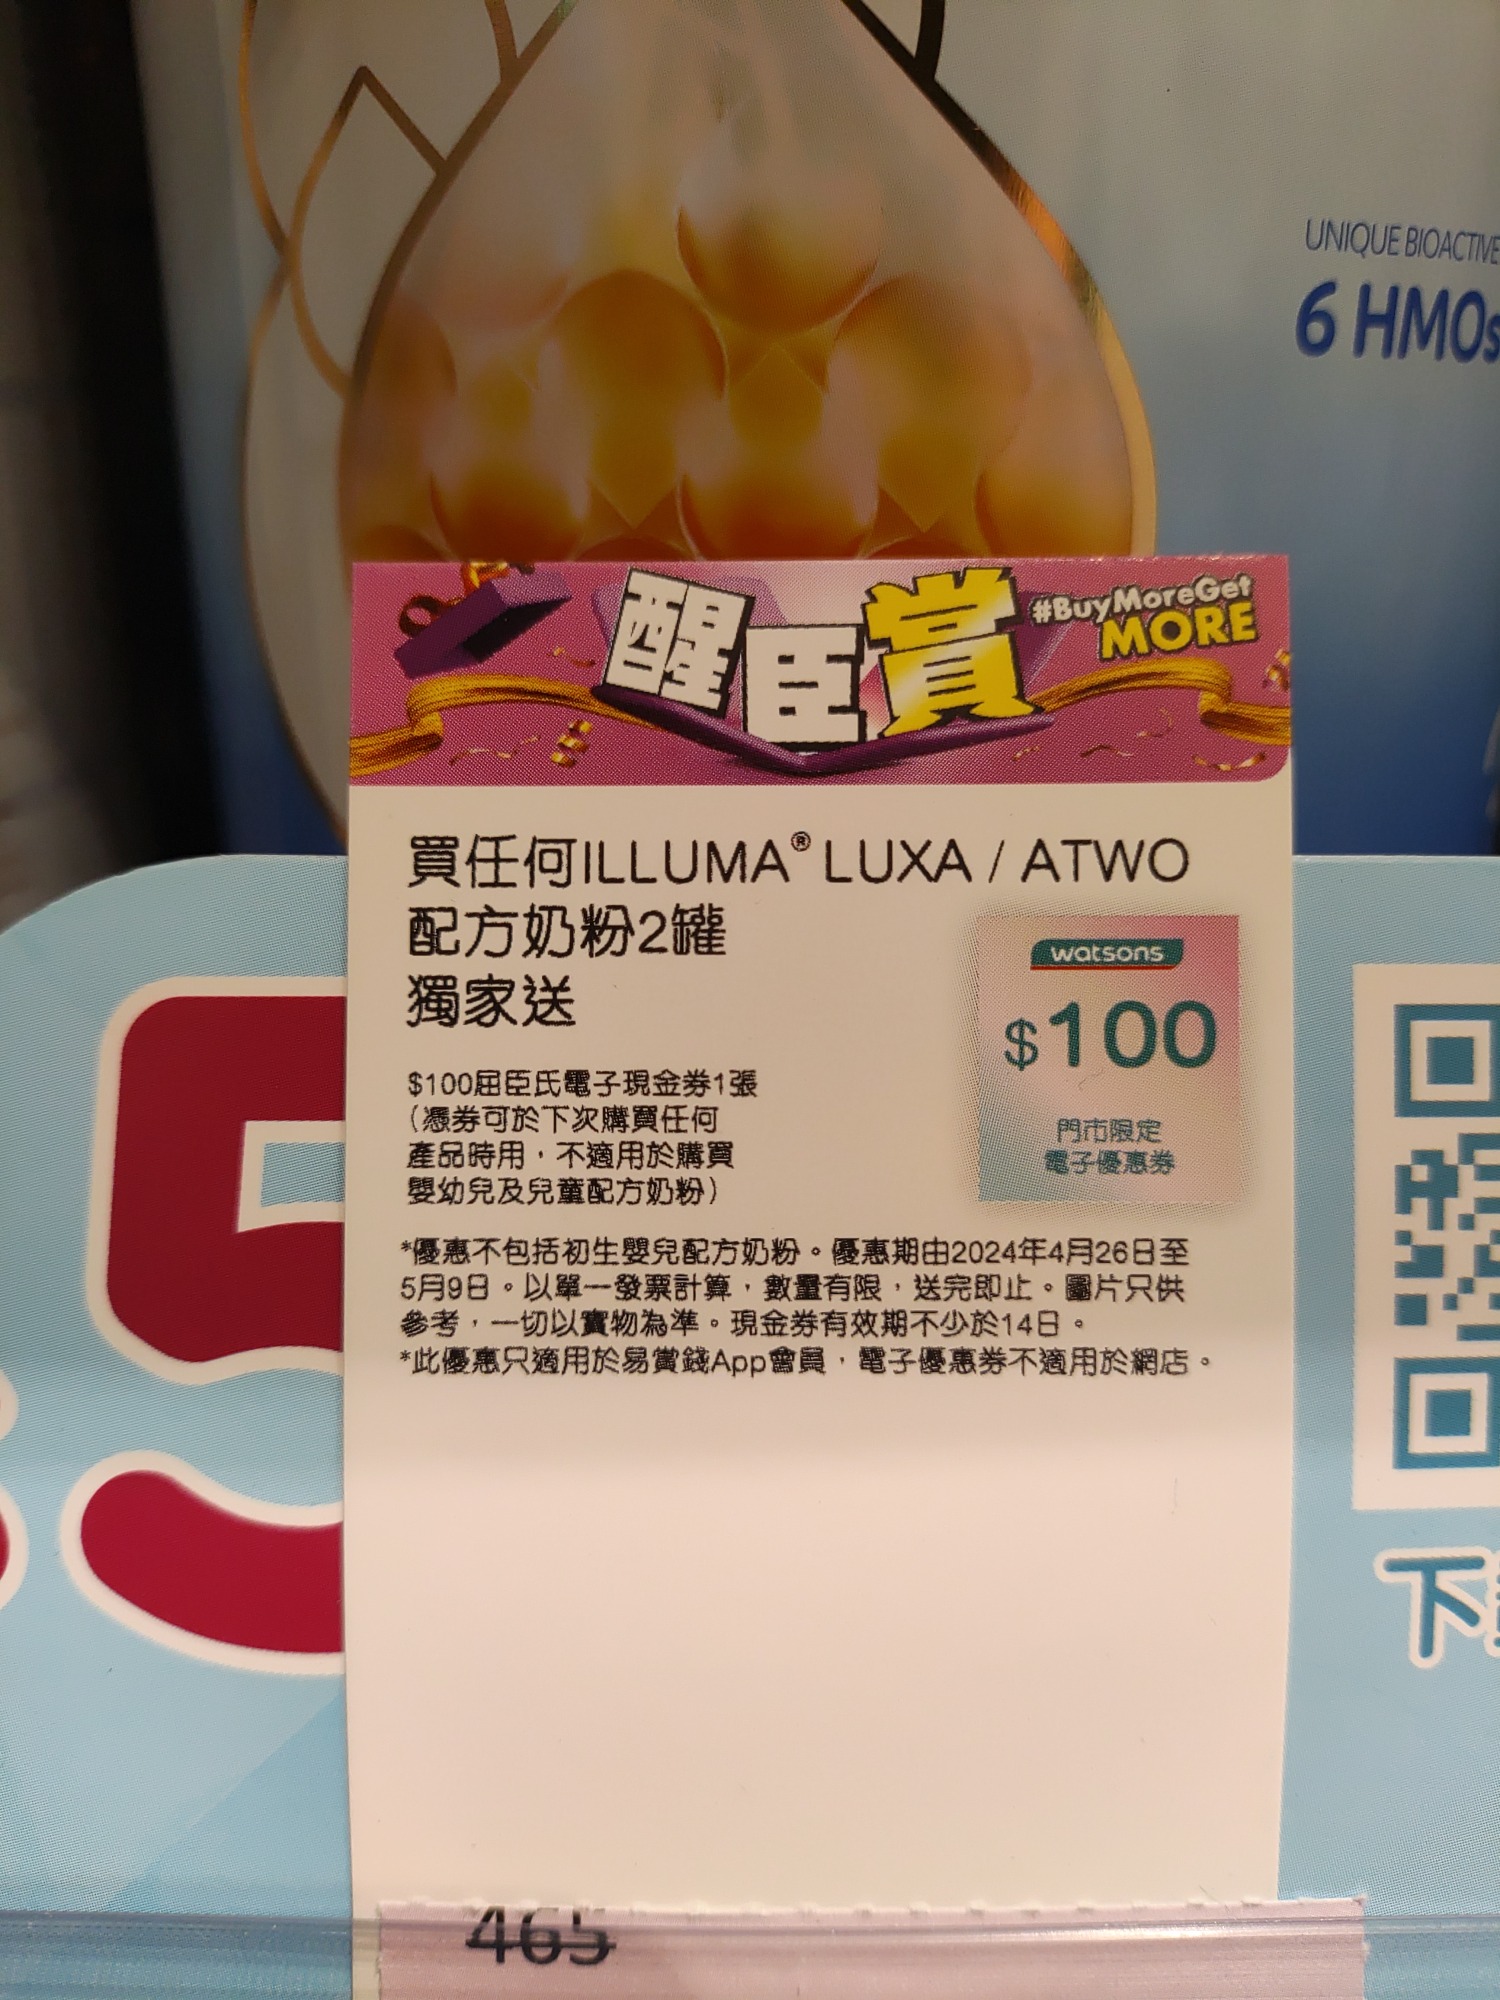 UNIQUE BIOACTIVE
6 HMOs
醒臣賞
#BuyMoreGet
MORE
買任何ILLUMA® LUXA / ATWO
配方奶粉2罐
獨家送
$100屈臣氏電子現金券1張
(憑券可於下次購買任何
產品時用，不適用於購買
嬰幼兒及兒童配方奶粉)
watsons
$100
門市限定
電子優惠券
*優惠不包括初生嬰兒配方奶粉。優惠期由2024年4月26日至
5月9日。以單一發票計算，數量有限，送完即止。圖片只供
參考，一切以實物為準。現金券有效期不少於14日。
*此優惠只適用於易賞錢App會員，電子優惠券不適用於網店。
5
下
465